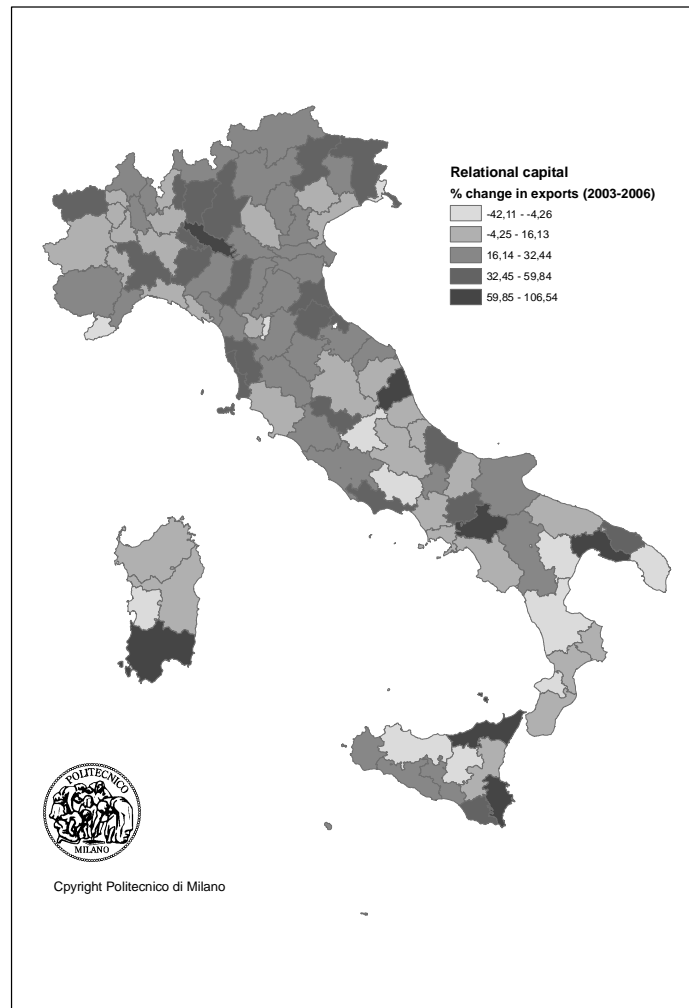 Relational capital
% change in exports (2003-2006)
-42,11 - -4,26
-4,25 - 16,13
16,14 - 32,44
32,45 - 59,84
59,85 - 106,54
POLITECNICO
MILANO
Cpyright Politecnico di Milano